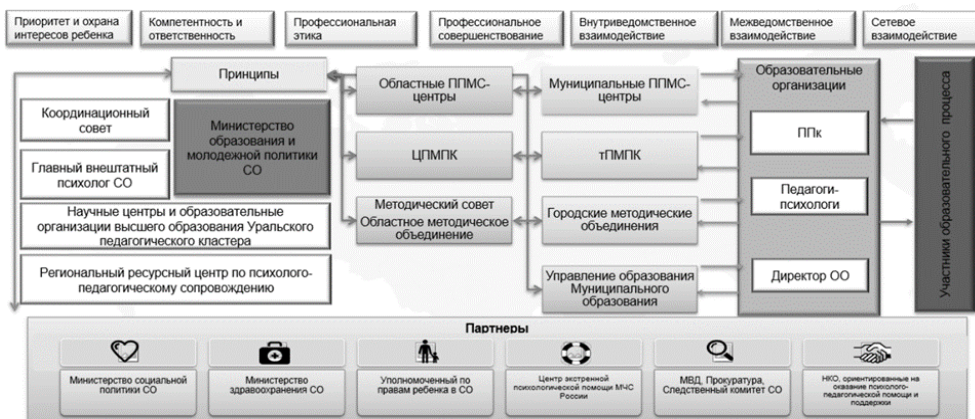 Приоритет и охрана
интересов ребенка
Компетентность и
ответственность
Профессиональная
этика
Профессиональное
совершенствование
Внутриведомственное
взаимодействие
Межведомственное
взаимодействие
Сетевое
взаимодействие
Принципы
Координационный
совет
Министерство
образования и
молодежной политики
СО
Главный внештатный
психолог СО
Научные центры и образовательные
организации высшего образования Уральского
педагогического кластера
Региональный ресурсный центр по психолого-
педагогическому сопровождению
Областные ППМС-
центры
ЦПМПК
Методический совет
Областное методическое
объединение
Муниципальные ППМС-
центры
тПМПК
Городские методические
объединения
Управление образования
Муниципального
образования
Образовательные
организации
ППк
Педагоги-
психологи
Директор ОО
Участники образовательного процесса
Партнеры
Министерство социальной
политики СО
Министерство
здравоохранения СО
Уполномоченный по
правам ребенка в СО
Центр экстренной
психологической помощи МЧС
России
МВД, Прокуратура,
Следственный комитет СО
НКО, ориентированные на
оказание психолого-
педагогической помощи и
поддержки